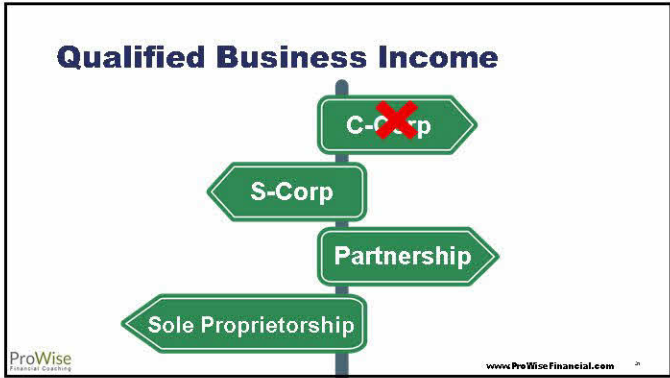 Qualified Business Income
C-Corp
S-Corp
Partnership
Sole Proprietorship
ProWise
Financial Coaching
www.ProWiseFinancial.com